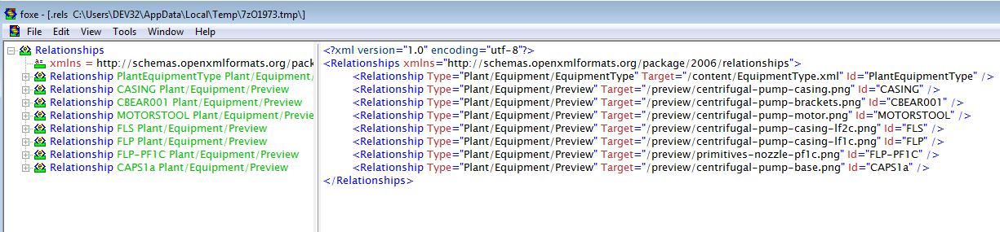 foxe - [.rels C:\Users\DEV32\AppData\Local\Temp\7zO1973.tmp\]
File Edit View Tools Window Help
Relationships
xmlns = http://schemas.openxmlformats.org/pack
Relationship PlantEquipmentType Plant/Equipment/
Relationship CASING Plant/Equipment/Preview
Relationship CBEAR001 Plant/Equipment/Preview
Relationship MOTORSTOOL Plant/Equipment/Previe
Relationship FLS Plant/Equipment/Preview
Relationship FLP Plant/Equipment/Preview
Relationship FLP-PF1C Plant/Equipment/Preview
Relationship CAPS1a Plant/Equipment/Preview
<?xml version="1.0" encoding="utf-8"?>
<Relationships xmlns="http://schemas.openxmlformats.org/package/2006/relationships">
<Relationship Type="Plant/Equipment/EquipmentType" Target="/content/EquipmentType.xml" Id="PlantEquipmentType" />
<Relationship Type="Plant/Equipment/Preview" Target="/preview/centrifugal-pump-casing.png" Id="CASING" />
<Relationship Type="Plant/Equipment/Preview" Target="/preview/centrifugal-pump-brackets.png" Id="CBEAR001" />
<Relationship Type="Plant/Equipment/Preview" Target="/preview/centrifugal-pump-motor.png" Id="MOTORSTOOL" />
<Relationship Type="Plant/Equipment/Preview" Target="/preview/centrifugal-pump-casing-lf2c.png" Id="FLS" />
<Relationship Type="Plant/Equipment/Preview" Target="/preview/centrifugal-pump-casing-lf1c.png" Id="FLP" />
<Relationship Type="Plant/Equipment/Preview" Target="/preview/primitives-nozzle-pf1c.png" Id="FLP-PF1C" />
<Relationship Type="Plant/Equipment/Preview" Target="/preview/centrifugal-pump-base.png" Id="CAPS1a" />
</Relationships>